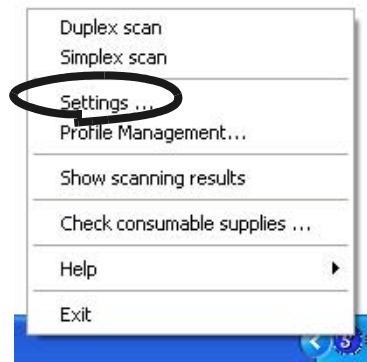 Duplex scan
Simplex scan
Settings ...
Profile Management...
Show scanning results
Check consumable supplies ...
Help
Exit
S